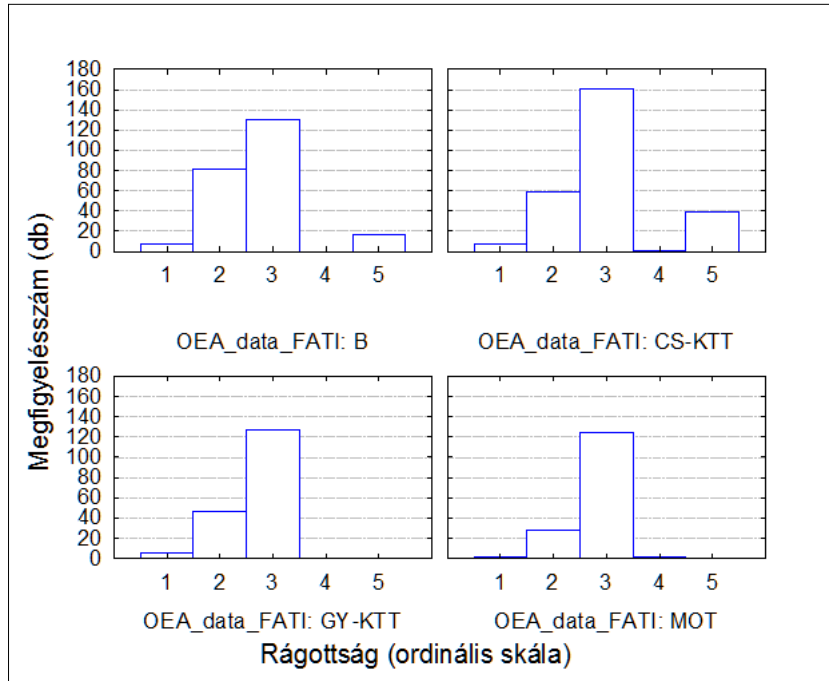 Megfigyelésszám (db)
180
160
140
120
100
80
60
40
20
0
1 2 3 4 5
1 2 3 4 5
OEA_data_FATI: B
OEA_data_FATI: CS-KTT
180
160
140
120
100
80
60
40
20
0
1 2 3 4 5
1 2 3 4 5
OEA_data_FATI: GY-KTT
OEA_data_FATI: MOT
Rágottság (ordinális skála)